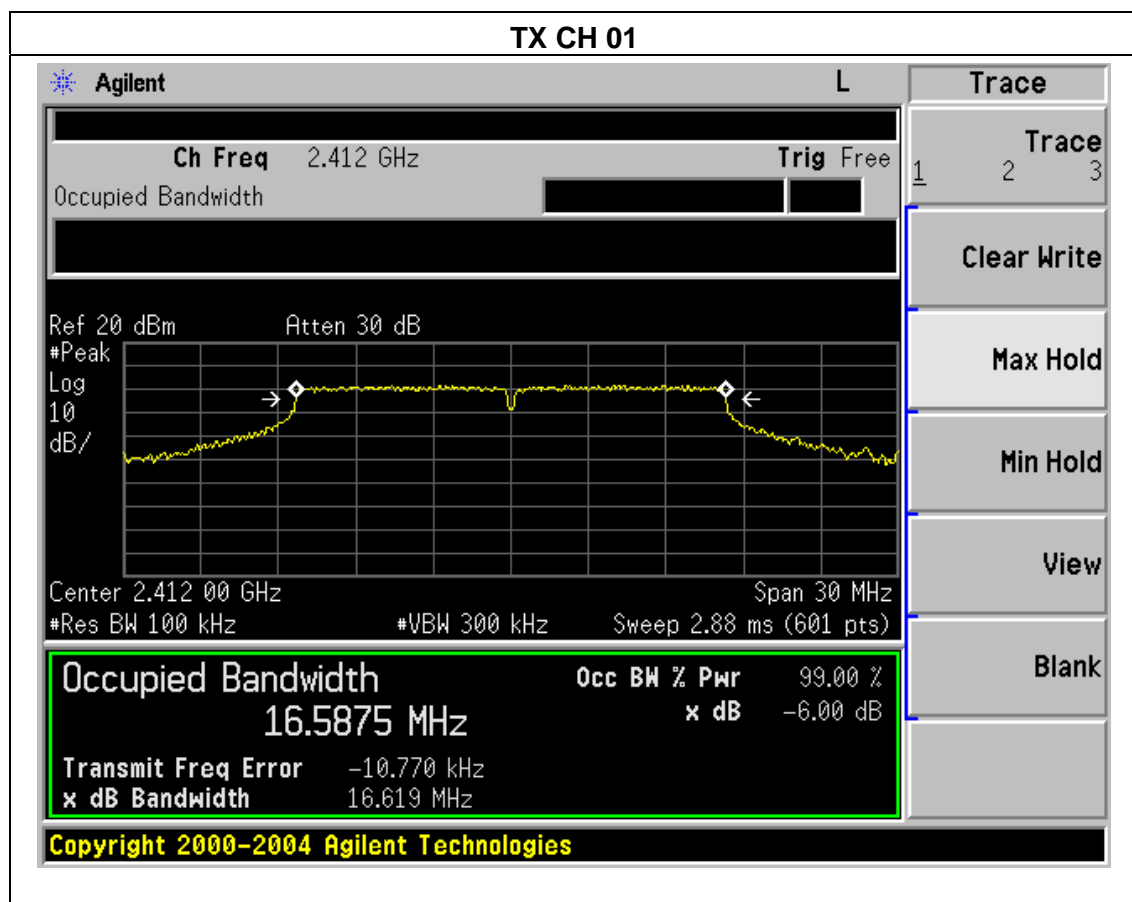 TX CH 01
Agilent L Trace
Ch Freq 2.412 GHz Trig Free
Occupied Bandwidth
Trace
1 2 3
Clear Write
Ref 20 dBm Atten 30 dB
#Peak
Log
10
dB/
Max Hold
Min Hold
View
Center 2.412 00 GHz Span 30 MHz
#Res BW 100 kHz #VBW 300 kHz Sweep 2.88 ms (601 pts)
Occupied Bandwidth
16.5875 MHz
Occ BW % Pwr 99.00 %
x dB -6.00 dB
Blank
Transmit Freq Error -10.770 kHz
x dB Bandwidth 16.619 MHz
Copyright 2000-2004 Agilent Technologies